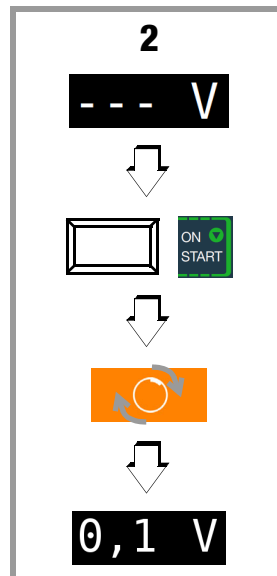 2
--- V
ON
START
0,1 V